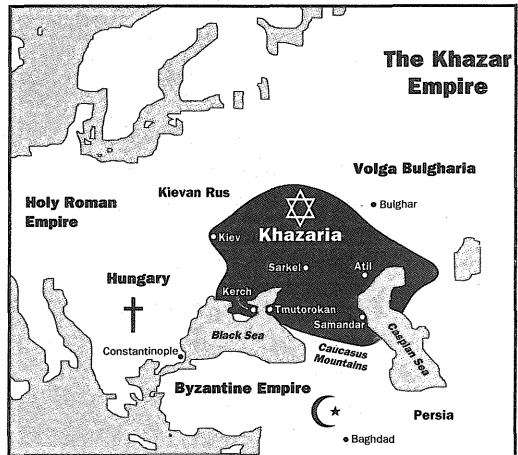 The Khazar
Empire
Volga Bulgharia
Kievan Rus
Holy Roman
Empire
Bulghar
Khazaria
Kiev
Sarkel
Atil
Hungary
Kerch
Tmutorokan
Samandar
Black Sea
Caspian Sea
Caucasus
Mountains
Constantinople
Byzantine Empire
Persia
Baghdad